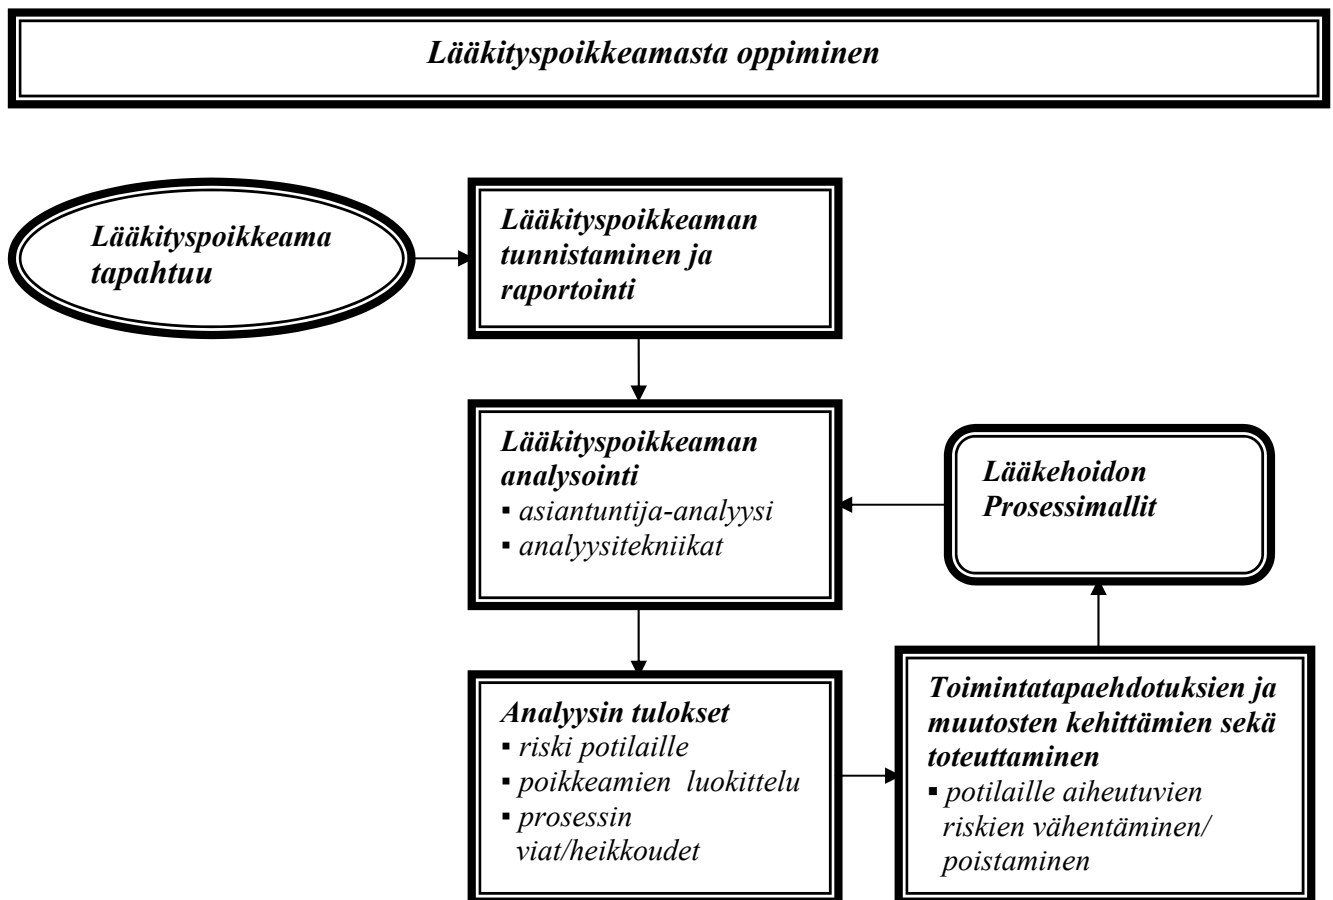 Lääkityspoikkeamasta oppiminen
Lääkityspoikkeama
tapahtuu
Lääkityspoikkeaman
tunnistaminen ja
raportointi
Lääkityspoikkeaman
analysointi
▪ asiantuntija-analyysi
▪ analyysitekniikat
Lääkehoidon
Prosessimallit
Analyysin tulokset
▪ riski potilaille
▪ poikkeamien luokittelu
▪ prosessin
viat/heikkoudet
Toimintatapaehdotuksien ja
muutosten kehittämien sekä
toteuttaminen
▪ potilaille aiheutuvien
riskien vähentäminen/
poistaminen